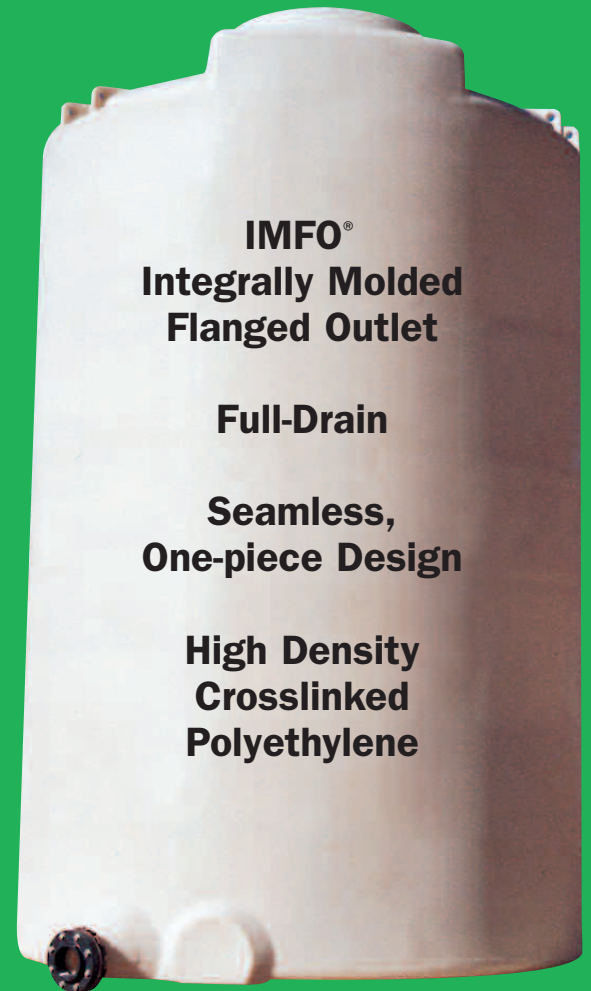 IMFO®
Integrally Molded
Flanged Outlet
Full-Drain
Seamless,
One-piece Design
High Density
Crosslinked
Polyethylene